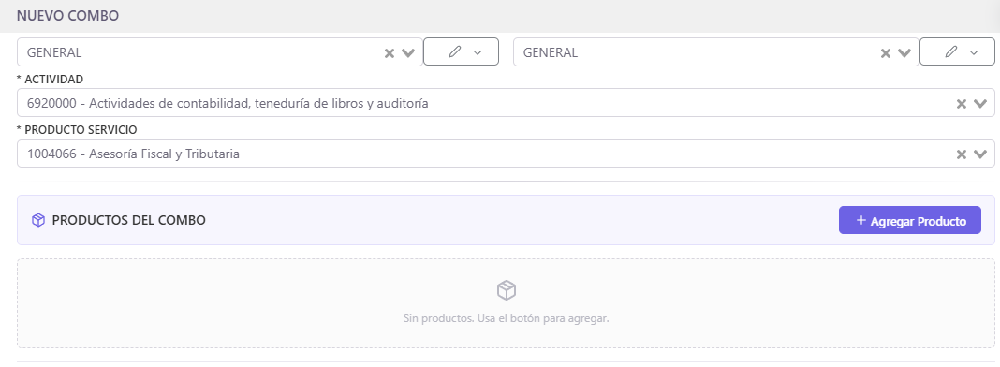 NUEVO COMBO
GENERAL
GENERAL
* ACTIVIDAD
6920000 - Actividades de contabilidad, teneduría de libros y auditoría
* PRODUCTO SERVICIO
1004066 - Asesoría Fiscal y Tributaria
PRODUCTOS DEL COMBO
+ Agregar Producto
Sin productos. Usa el botón para agregar.